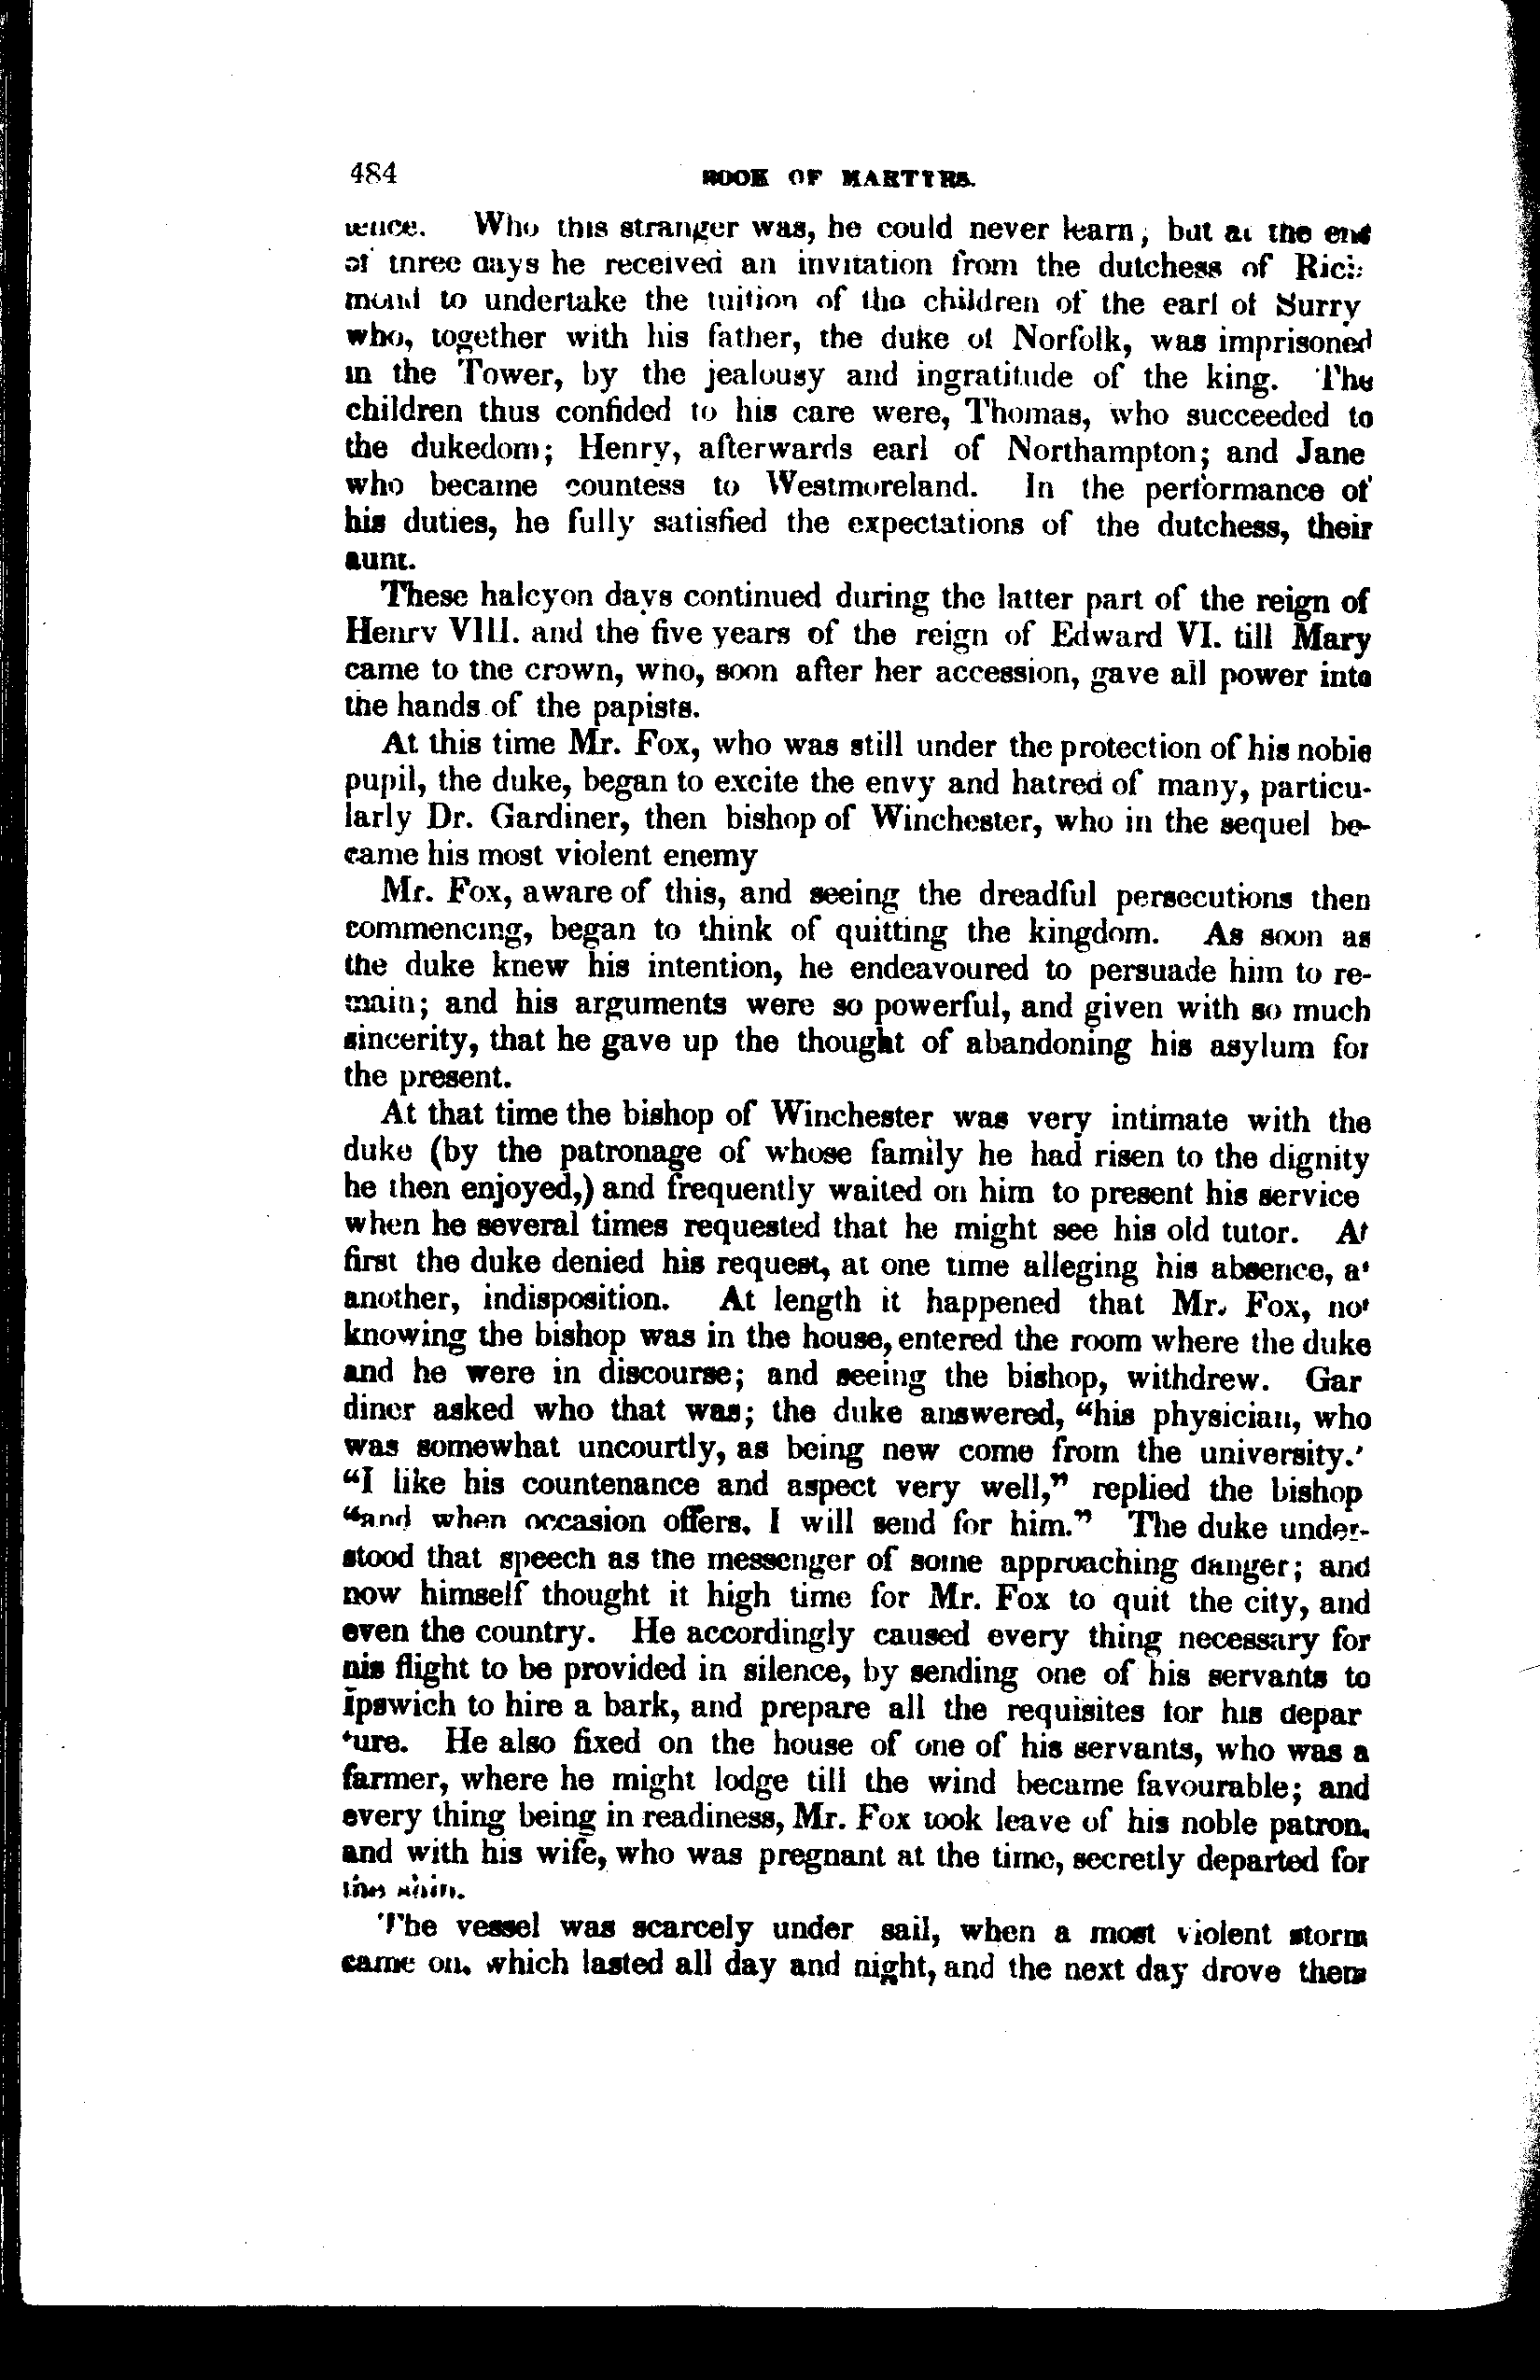 484 BOOK OF MARTYRS.
tence. Who this stranger was, he could never learn; but at the end
of three days he received an invitation from the dutchess of Rich
mond to undertake the tuition of the children of the earl of Surry
who, together with his father, the duke of Norfolk, was imprisoned
in the Tower, by the jealousy and ingratitude of the king. The
children thus confided to his care were, Thomas, who succeeded to
the dukedom; Henry, afterwards earl of Northampton; and Jane
who became countess to Westmoreland. In the performance of
his duties, he fully satisfied the expectations of the dutchess, their
aunt.
These halcyon days continued during the latter part of the reign of
Henry VIII. and the five years of the reign of Edward VI. till Mary
came to the crown, who, soon after her accession, gave all power into
the hands of the papists.
At this time Mr. Fox, who was still under the protection of his noble
pupil, the duke, began to excite the envy and hatred of many, particu-
larly Dr. Gardiner, then bishop of Winchester, who in the sequel be-
came his most violent enemy
Mr. Fox, aware of this, and seeing the dreadful persecutions then
commencing, began to think of quitting the kingdom. As soon as
the duke knew his intention, he endeavoured to persuade him to re-
main; and his arguments were so powerful, and given with so much
sincerity, that he gave up the thought of abandoning his asylum for
the present.
At that time the bishop of Winchester was very intimate with the
duke (by the patronage of whose family he had risen to the dignity
he then enjoyed,) and frequently waited on him to present his service
when he several times requested that he might see his old tutor. At
first the duke denied his request, at one time alleging his absence, at
another, indisposition. At length it happened that Mr. Fox, not
knowing the bishop was in the house, entered the room where the duke
and he were in discourse; and seeing the bishop, withdrew. Gar
diner asked who that was; the duke answered, “his physician, who
was somewhat uncourtly, as being new come from the university.’
“I like his countenance and aspect very well,” replied the bishop
“and when occasion offers, I will send for him.” The duke under-
stood that speech as the messenger of some approaching danger; and
now himself thought it high time for Mr. Fox to quit the city, and
even the country. He accordingly caused every thing necessary for
his flight to be provided in silence, by sending one of his servants to
Ipswich to hire a bark, and prepare all the requisites for his depar
ture. He also fixed on the house of one of his servants, who was a
farmer, where he might lodge till the wind became favourable; and
every thing being in readiness, Mr. Fox took leave of his noble patron,
and with his wife, who was pregnant at the time, secretly departed for
the ship.
The vessel was scarcely under sail, when a most violent storm
came on, which lasted all day and night, and the next day drove them